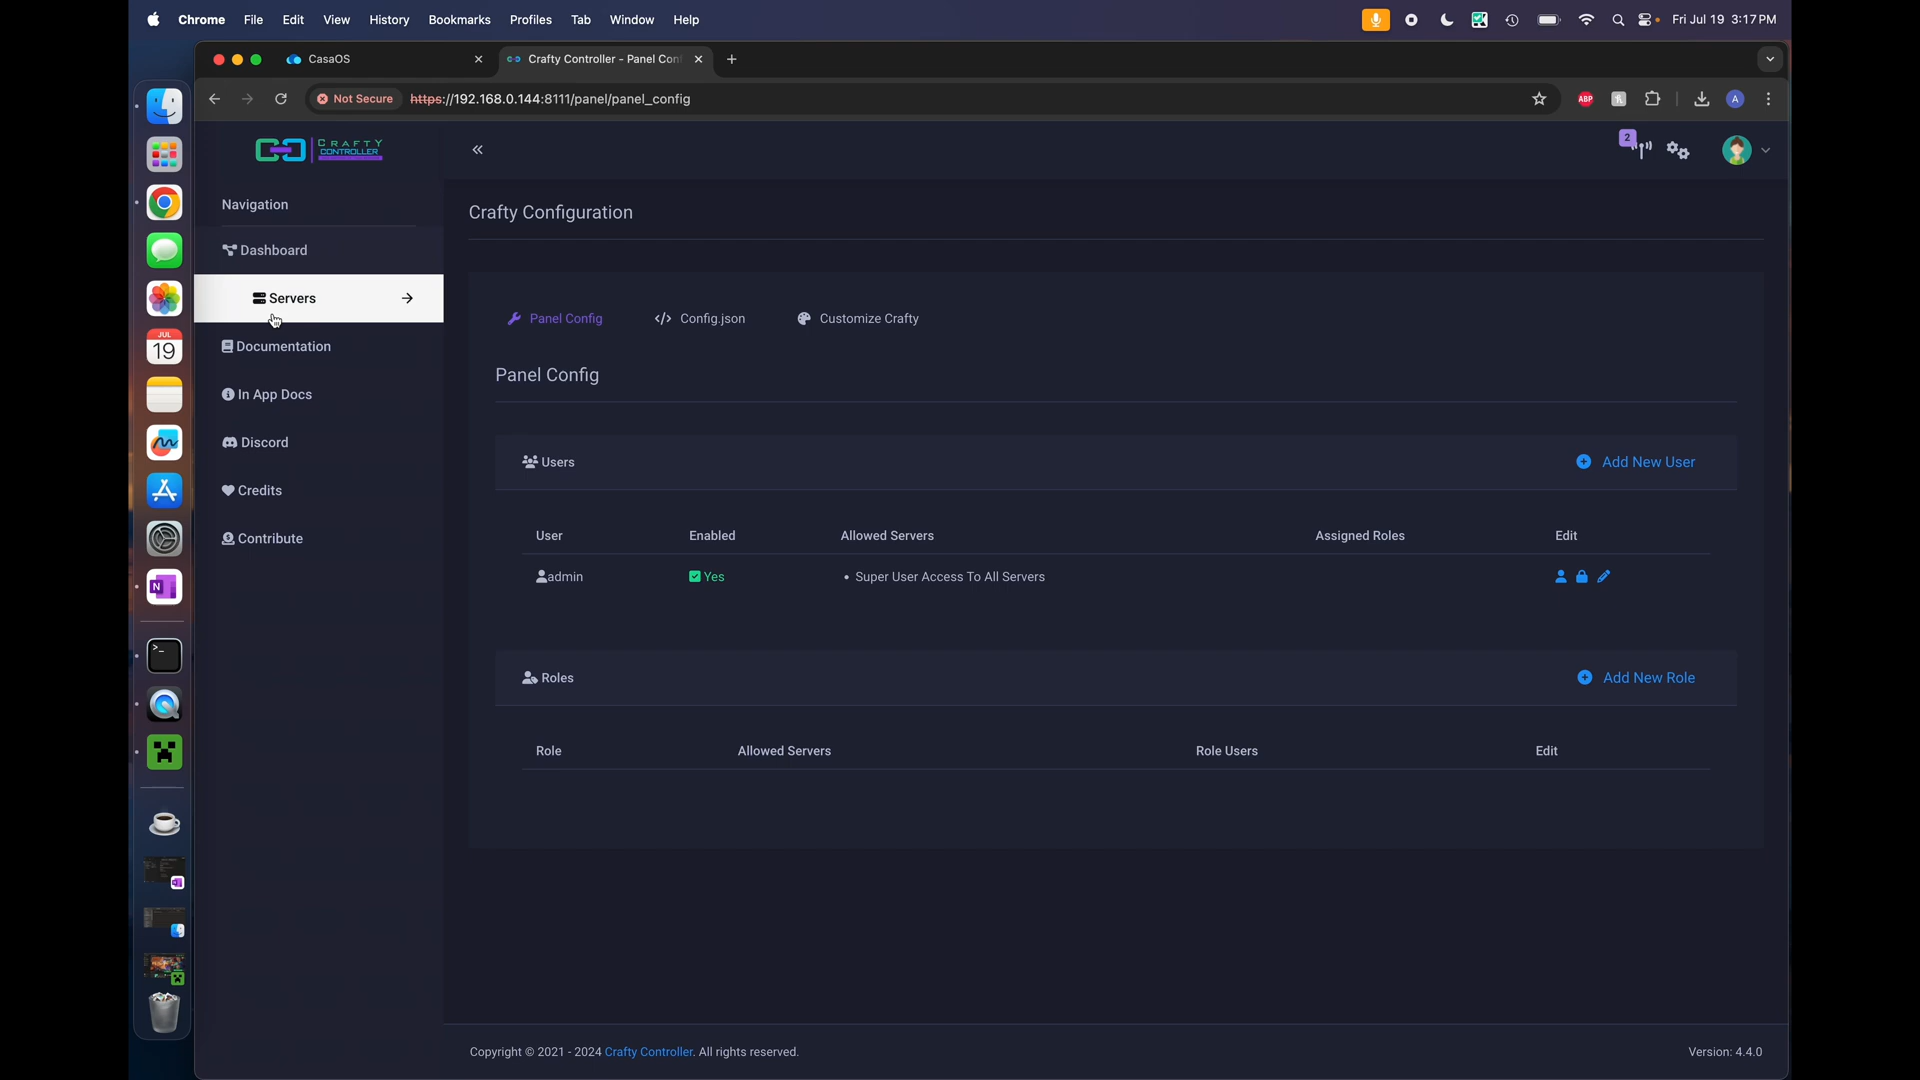 Chrome File Edit View History Bookmarks Profiles Tab Window Help Fri Jul 19 3:17 PM
CasaOS Crafty Controller - Panel Con
Not Secure https://192.168.0.144:8111/panel/panel_config ABP A
CRAFTY
CONTROLLER
2
Navigation
Dashboard
Servers
Documentation
In App Docs
Discord
Credits
Contribute
JUL
19
N
Crafty Configuration
Panel Config Config.json Customize Crafty
Panel Config
Users Add New User
User Enabled Allowed Servers Assigned Roles Edit
admin Yes • Super User Access To All Servers
Roles Add New Role
Role Allowed Servers Role Users Edit
Copyright © 2021 - 2024 Crafty Controller. All rights reserved. Version: 4.4.0